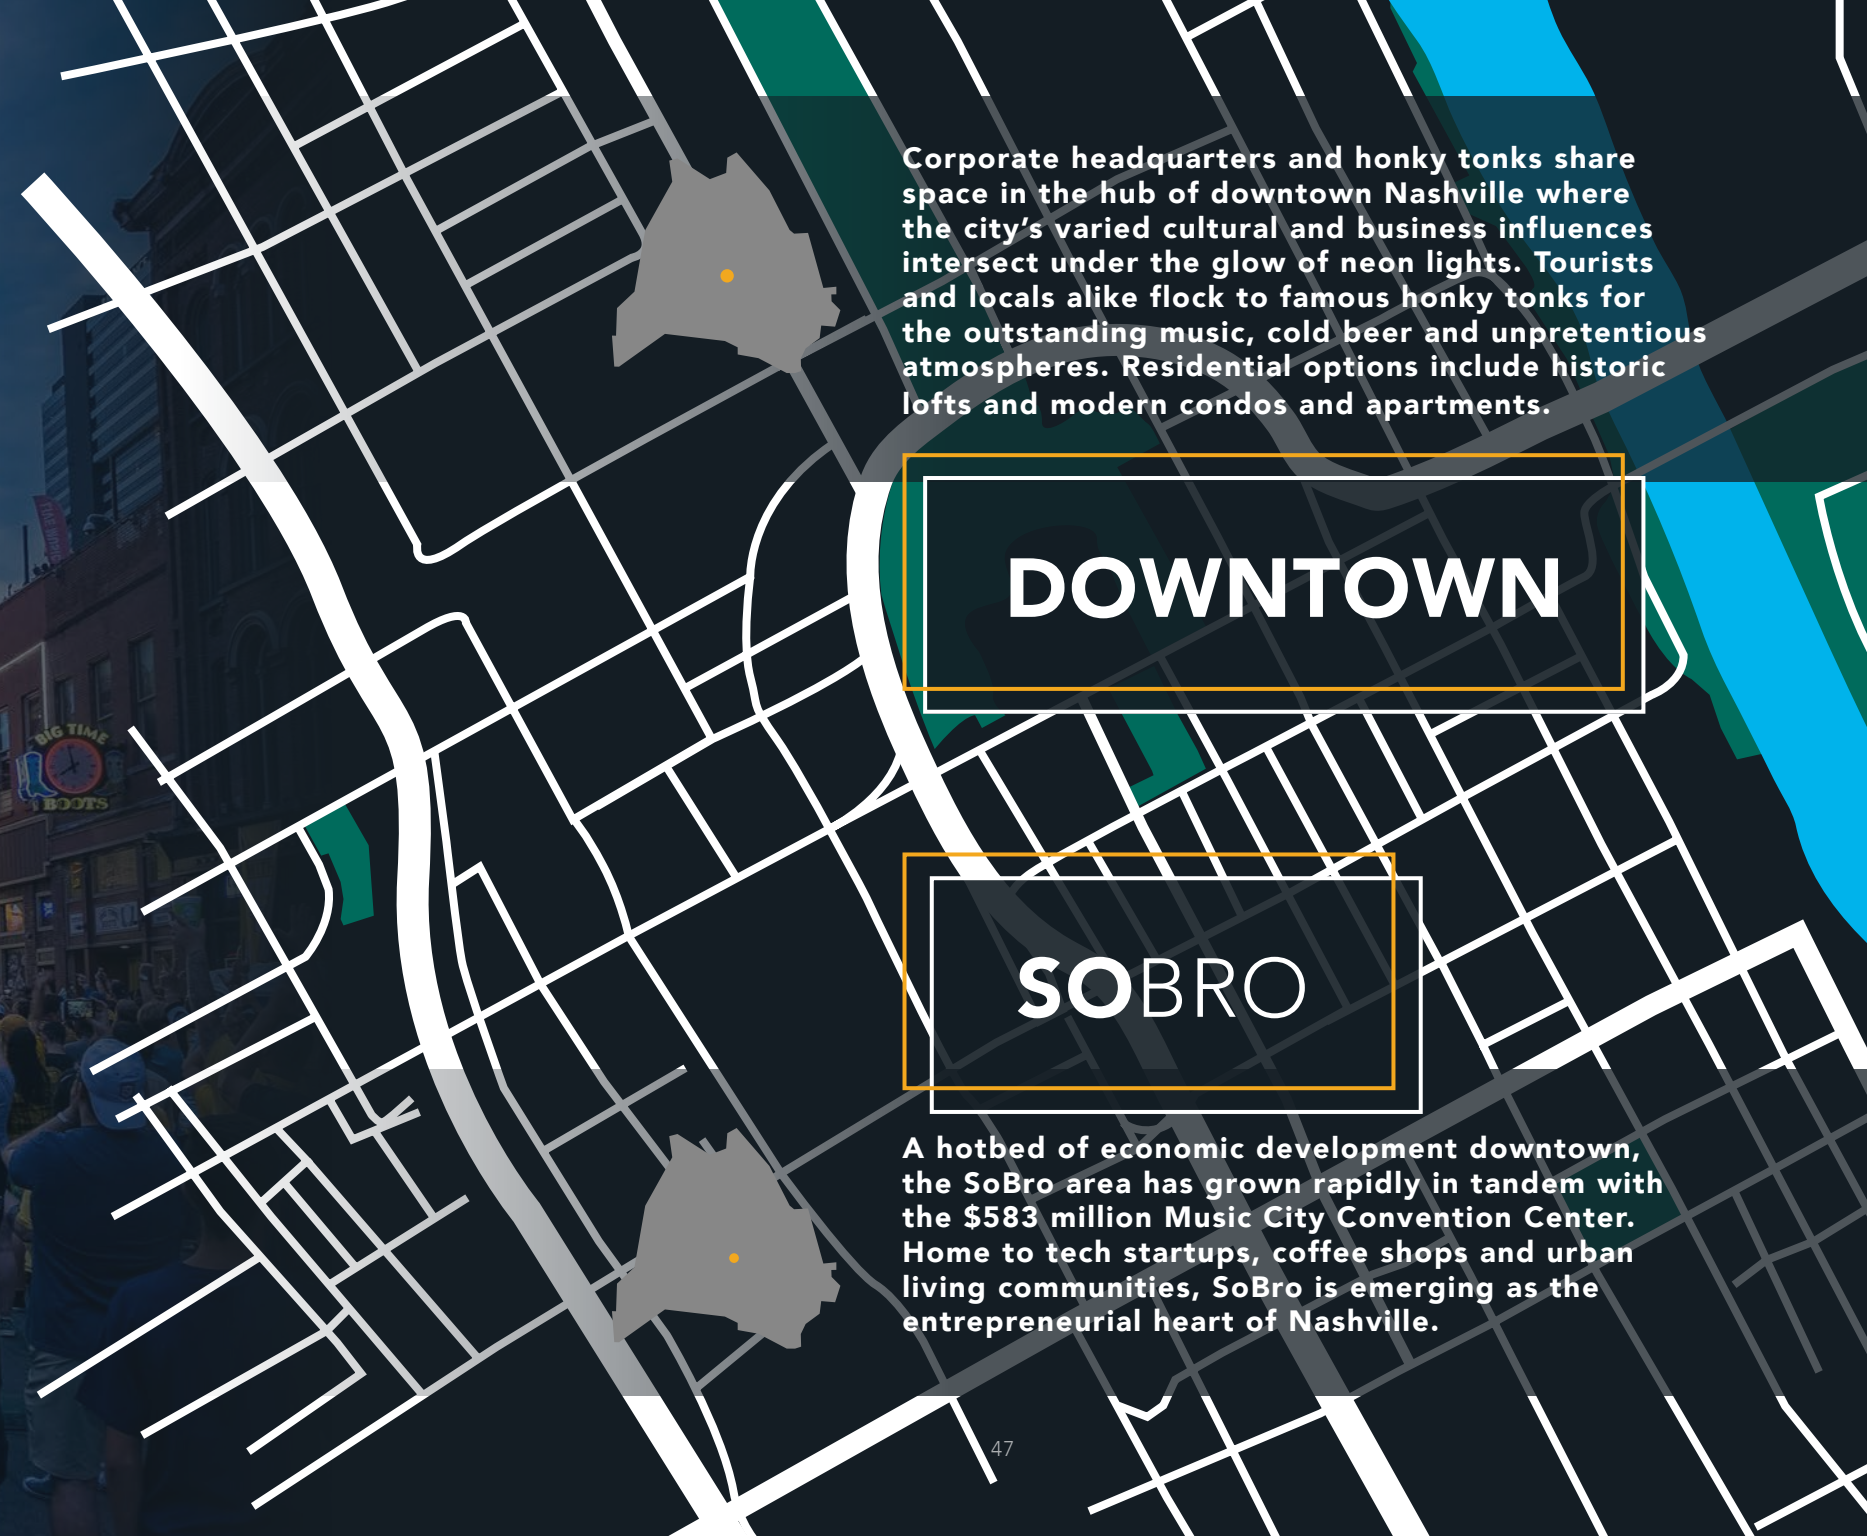 Corporate headquarters and honky tonks share
space in the hub of downtown Nashville where
the city’s varied cultural and business influences
intersect under the glow of neon lights. Tourists
and locals alike flock to famous honky tonks for
the outstanding music, cold beer and unpretentious
atmospheres. Residential options include historic
lofts and modern condos and apartments.
DOWNTOWN
BIG TIME
BOOTS
SOBRO
A hotbed of economic development downtown,
the SoBro area has grown rapidly in tandem with
the $583 million Music City Convention Center.
Home to tech startups, coffee shops and urban
living communities, SoBro is emerging as the
entrepreneurial heart of Nashville.
47